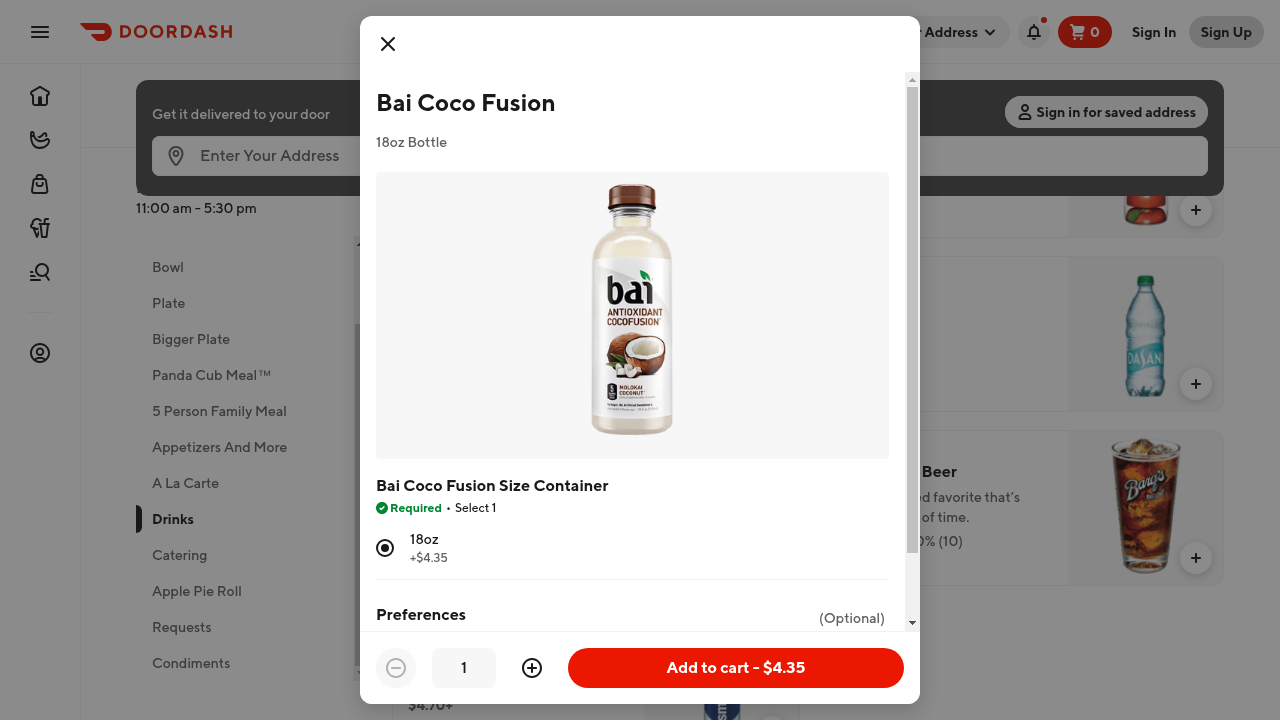 DOORDASH
Address
0
Sign In
Sign Up
Get it delivered to your door
Sign in for saved address
Enter Your Address
11:00 am - 5:30 pm
Bowl
Plate
Bigger Plate
Panda Cub Meal™
5 Person Family Meal
Appetizers And More
A La Carte
Drinks
Catering
Apple Pie Roll
Requests
Condiments
Bai Coco Fusion
18oz Bottle
bai
ANTIOXIDANT
COCOFUSION
MOLOKAI
COCONUT
Bai Coco Fusion Size Container
Required • Select 1
18oz
+$4.35
Preferences
(Optional)
1
Add to cart - $4.35
DASANI
Beer
favorite that's
of time.
(10)
Barq's
$4.70+